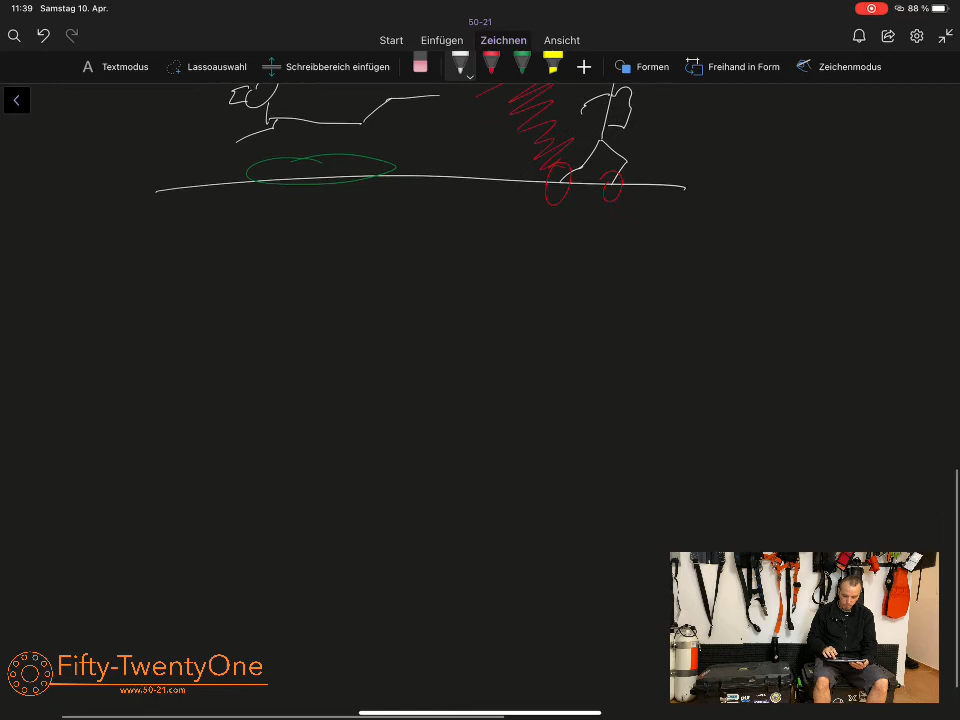 11:39 Samstag 10. Apr.
88 %
50-21
Start Einfügen Zeichnen Ansicht
A Textmodus Lassoauswahl Schreibbereich einfügen Formen Freihand in Form Zeichenmodus
Fifty-TwentyOne
www.50-21.com